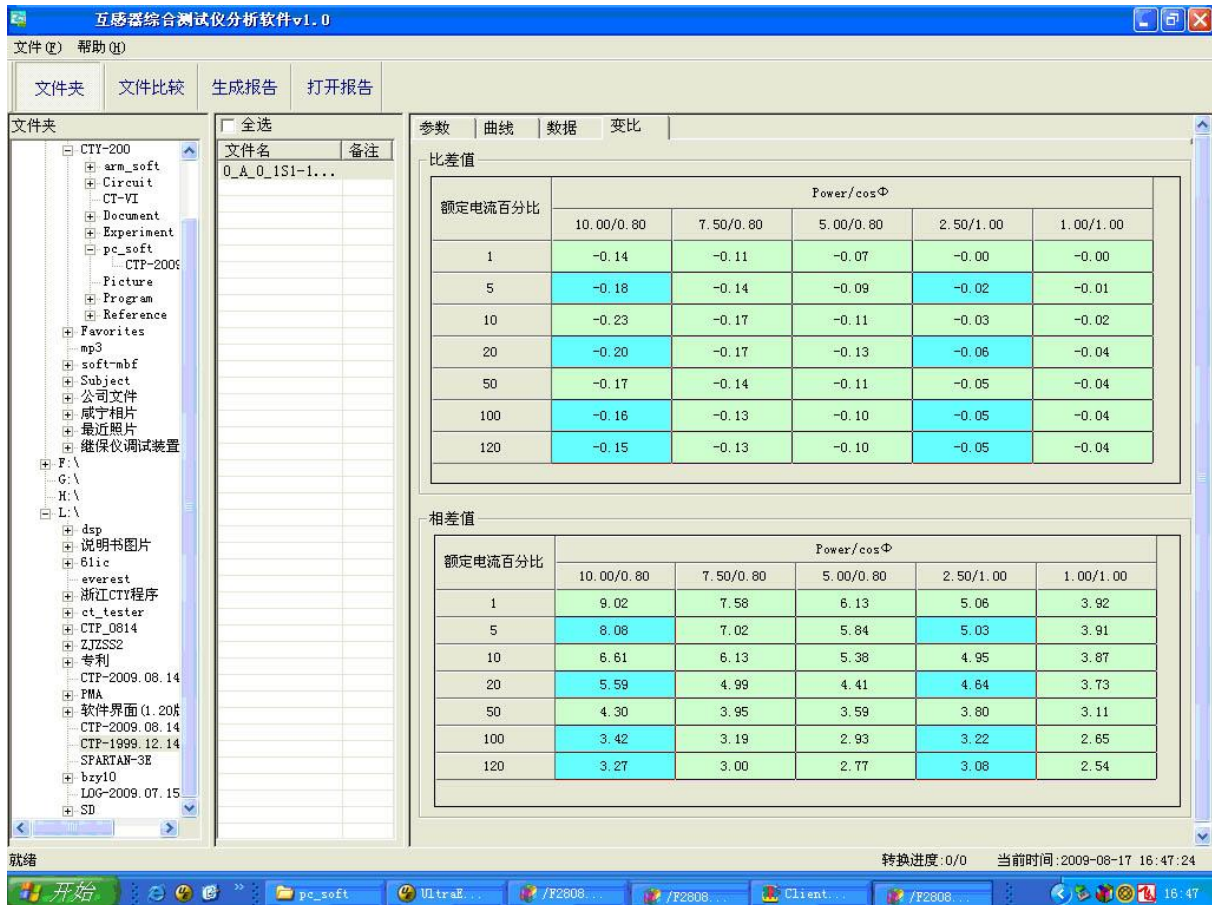 互感器综合测试仪分析软件v1.0
文件(F) 帮助(H)
文件夹 文件比较 生成报告 打开报告
文件夹
CTY-200
arm_soft
Circuit
CT-VI
Document
Experiment
pc_soft
CTP-2009
Picture
Program
Reference
Favorites
mp3
soft-mbf
Subject
公司文件
咸宁相片
最近照片
继保仪调试装置
F:\
G:\
H:\
L:\
dsp
说明书图片
61ic
everest
浙江CTY程序
ct_tester
CTP_0814
ZJZSS2
专利
CTP-2009.08.14
PMA
软件界面(1.20版
CTP-2009.08.14
CTP-1999.12.14
SPARTAN-3E
bzy10
LOG-2009.07.15
SD
全选
文件名 备注
0_A_0_1S1-1...
参数 曲线 数据 变比
比差值
额定电流百分比 Power/cosΦ
10.00/0.80 7.50/0.80 5.00/0.80 2.50/1.00 1.00/1.00
1 -0.14 -0.11 -0.07 -0.00 -0.00
5 -0.18 -0.14 -0.09 -0.02 -0.01
10 -0.23 -0.17 -0.11 -0.03 -0.02
20 -0.20 -0.17 -0.13 -0.06 -0.04
50 -0.17 -0.14 -0.11 -0.05 -0.04
100 -0.16 -0.13 -0.10 -0.05 -0.04
120 -0.15 -0.13 -0.10 -0.05 -0.04
相差值
额定电流百分比 Power/cosΦ
10.00/0.80 7.50/0.80 5.00/0.80 2.50/1.00 1.00/1.00
1 9.02 7.58 6.13 5.06 3.92
5 8.08 7.02 5.84 5.03 3.91
10 6.61 6.13 5.38 4.95 3.87
20 5.59 4.99 4.41 4.64 3.73
50 4.30 3.95 3.59 3.80 3.11
100 3.42 3.19 2.93 3.22 2.65
120 3.27 3.00 2.77 3.08 2.54
就绪 转换进度:0/0 当前时间:2009-08-17 16:47:24
开始 pc_soft UltraE... /F2808... /F2808... Client... /F2808... 16:47